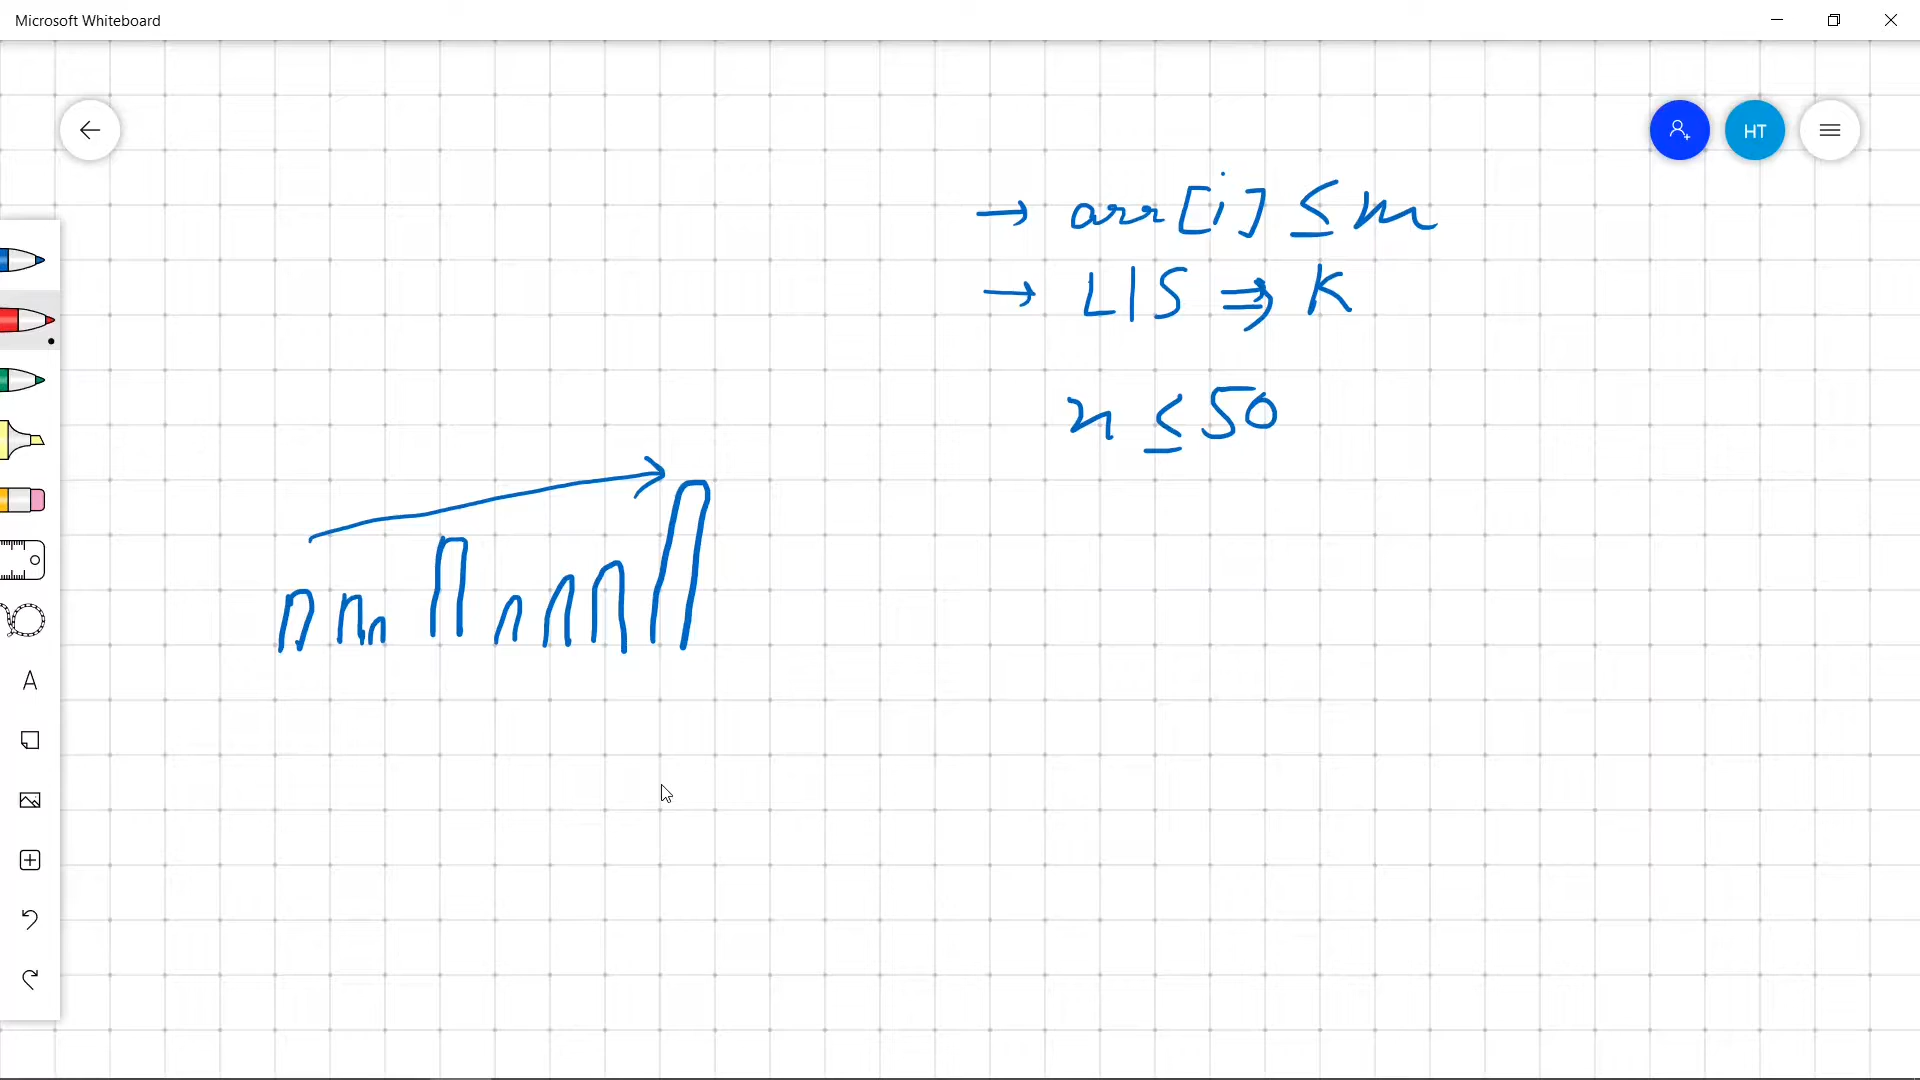 Microsoft Whiteboard
HT
→ arr[i] ≤ m
→ LIS ⇒ K
n ≤ 50
A